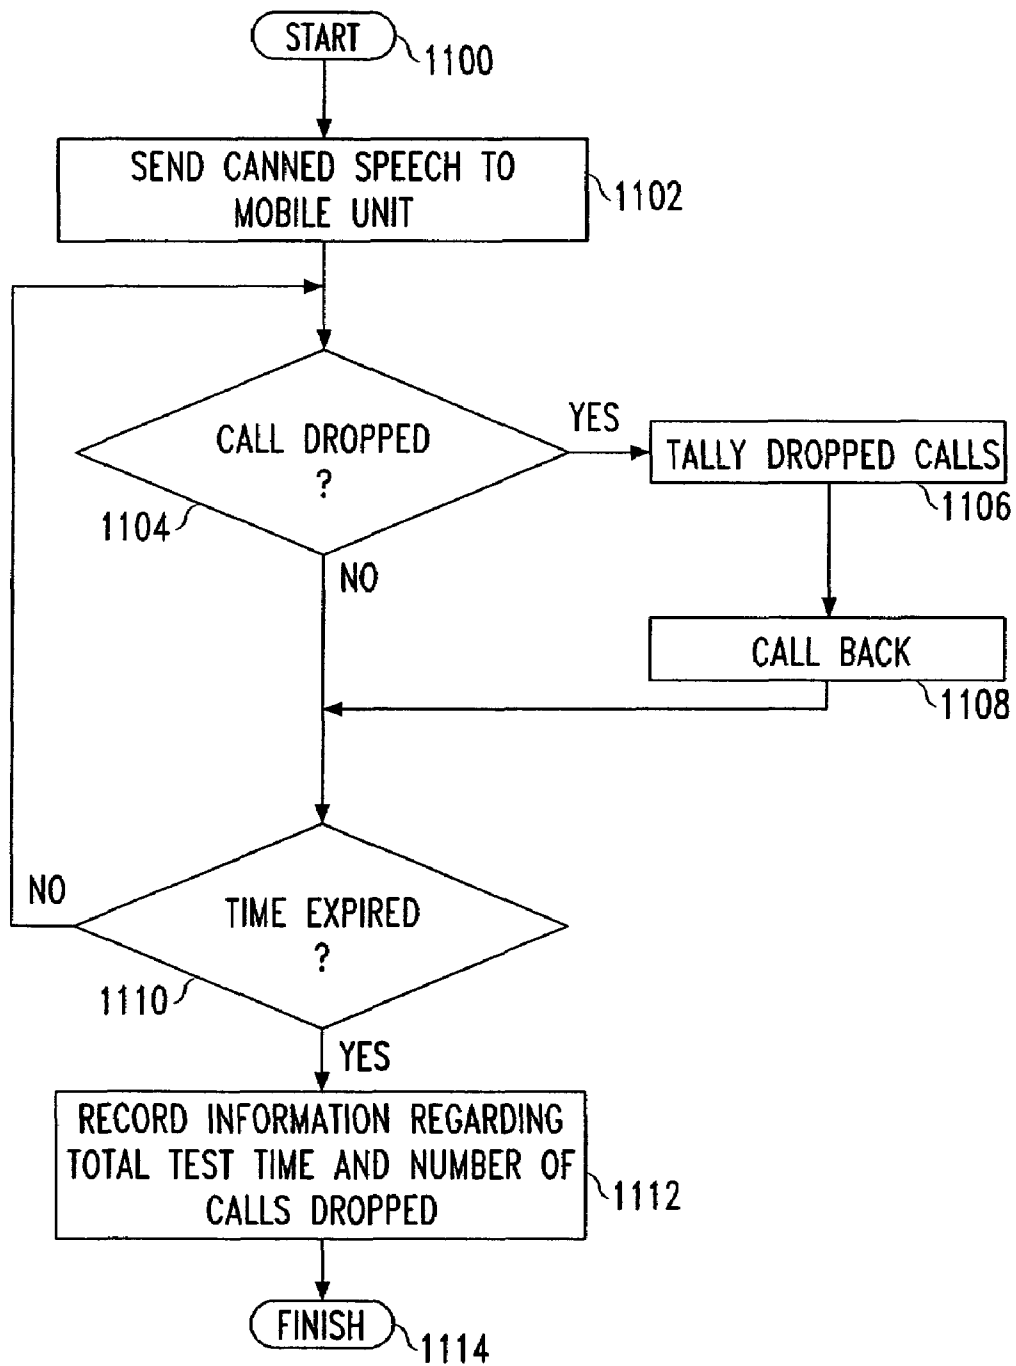 START
1100
SEND CANNED SPEECH TO
MOBILE UNIT
1102
CALL DROPPED
?
1104
YES
TALLY DROPPED CALLS
1106
NO
CALL BACK
1108
NO
TIME EXPIRED
?
1110
YES
RECORD INFORMATION REGARDING
TOTAL TEST TIME AND NUMBER OF
CALLS DROPPED
1112
FINISH
1114